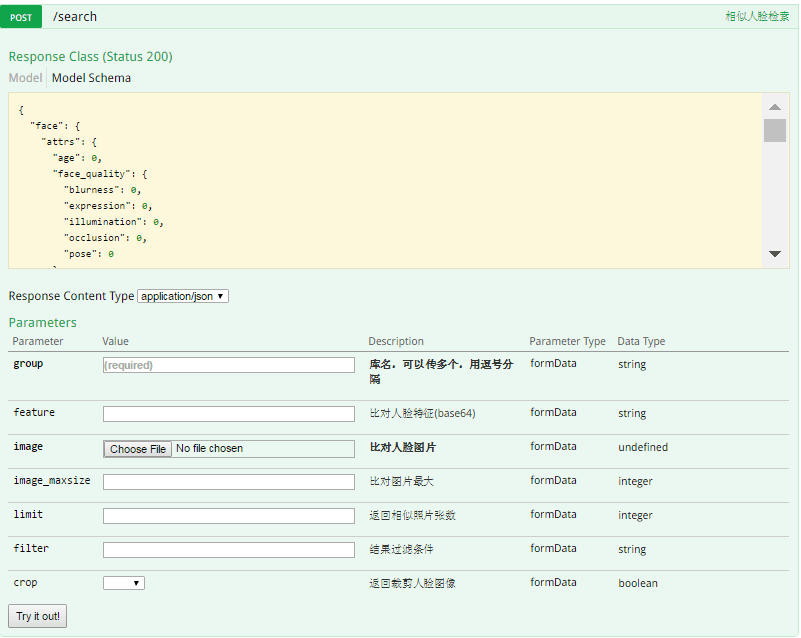 POST /search 相似人脸检索
Response Class (Status 200)
Model Model Schema
{
"face": {
"attrs": {
"age": 0,
"face_quality": {
"blurness": 0,
"expression": 0,
"illumination": 0,
"occlusion": 0,
"pose": 0
Response Content Type application/json
Parameters
Parameter Value Description Parameter Type Data Type
group (required) 库名，可以传多个，用逗号分 formData string
隔
feature 比对人脸特征(base64) formData string
image Choose File No file chosen 比对人脸图片 formData undefined
image_maxsize 比对图片最大 formData integer
limit 返回相似照片张数 formData integer
filter 结果过滤条件 formData string
crop 返回裁剪人脸图像 formData boolean
Try it out!